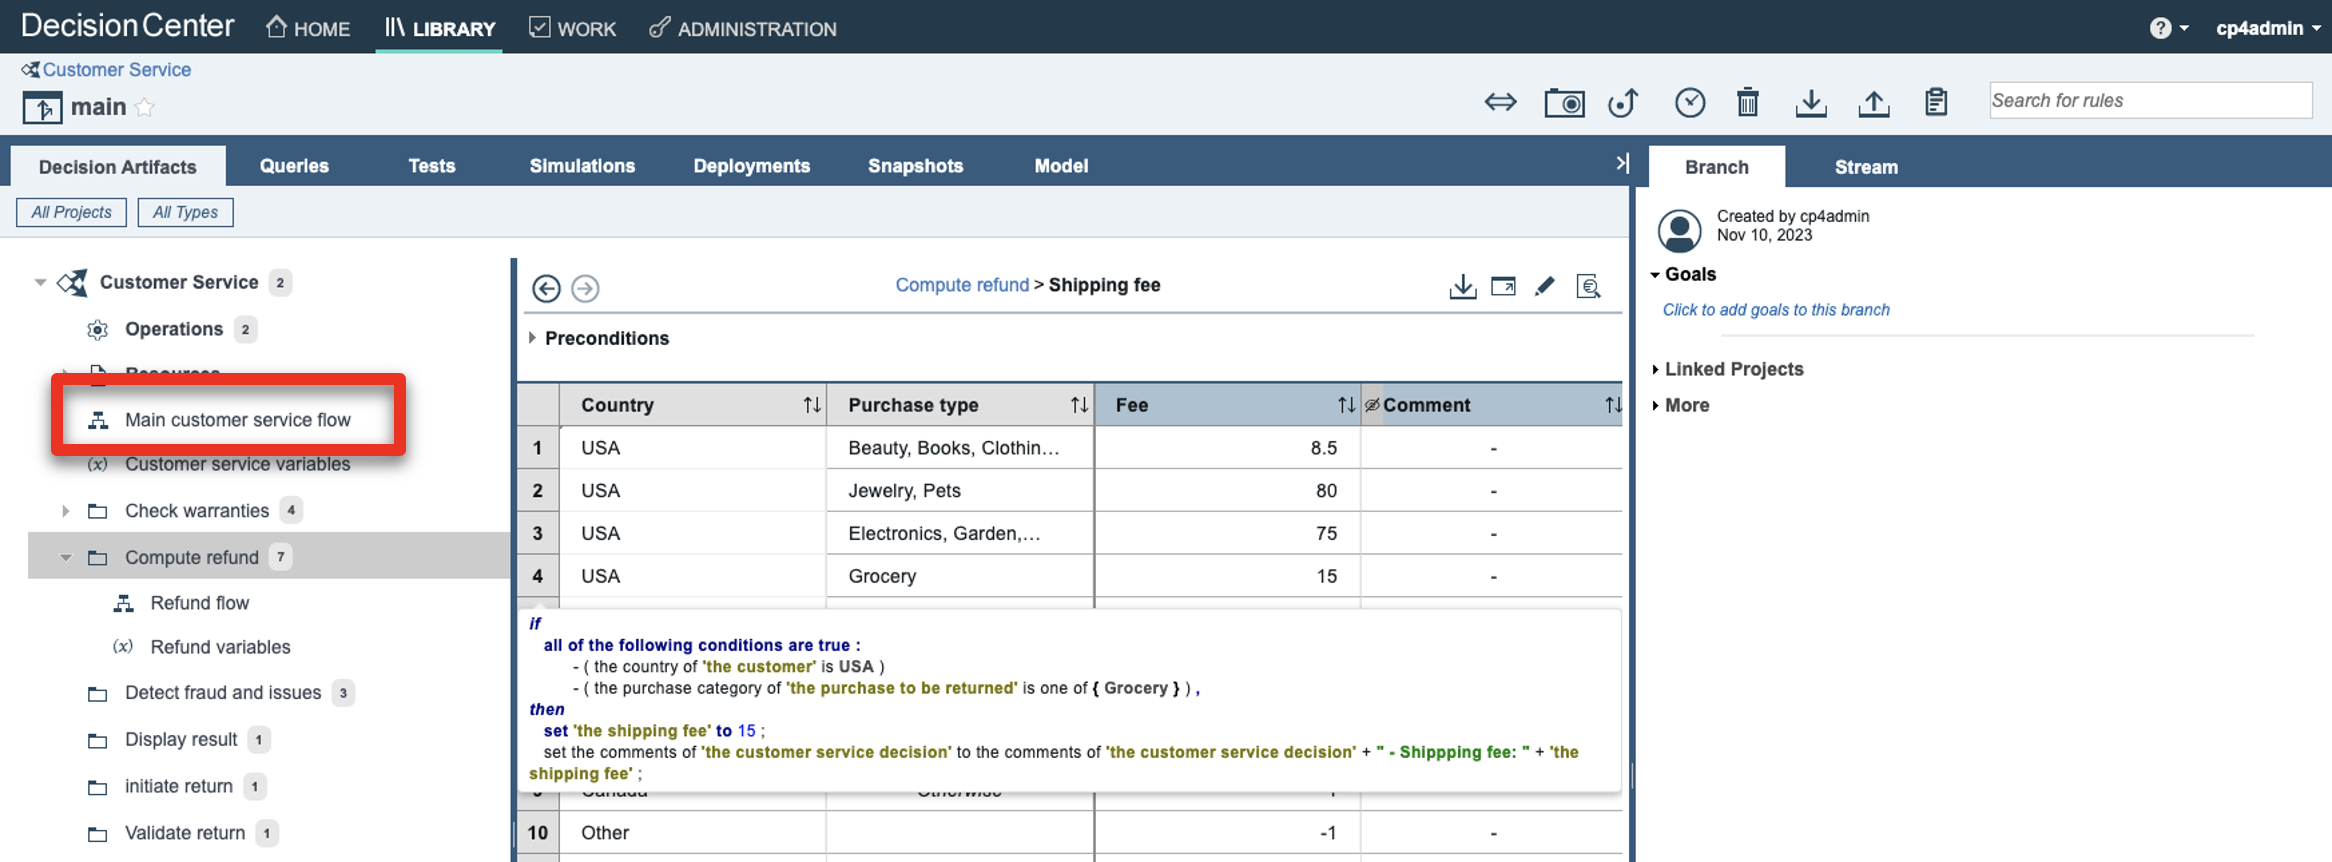 Decision Center HOME LIBRARY WORK ADMINISTRATION ? cp4admin
Customer Service
main
Search for rules
Decision Artifacts Queries Tests Simulations Deployments Snapshots Model
Branch Stream
All Projects All Types
Created by cp4admin
Nov 10, 2023
Goals
Click to add goals to this branch
Linked Projects
More
Customer Service 2
Operations 2
Resources
Main customer service flow
(x) Customer service variables
Check warranties 4
Compute refund 7
Refund flow
(x) Refund variables
Detect fraud and issues 3
Display result 1
initiate return 1
Validate return 1
Compute refund > Shipping fee
Preconditions
Country Purchase type Fee Comment
1 USA Beauty, Books, Clothin... 8.5 -
2 USA Jewelry, Pets 80 -
3 USA Electronics, Garden,... 75 -
4 USA Grocery 15 -
if
all of the following conditions are true :
- ( the country of 'the customer' is USA )
- ( the purchase category of 'the purchase to be returned' is one of { Grocery } ) ,
then
set 'the shipping fee' to 15 ;
set the comments of 'the customer service decision' to the comments of 'the customer service decision' + " - Shippping fee: " + 'the
shipping fee' ;
Canada Otherwise
10 Other -1 -